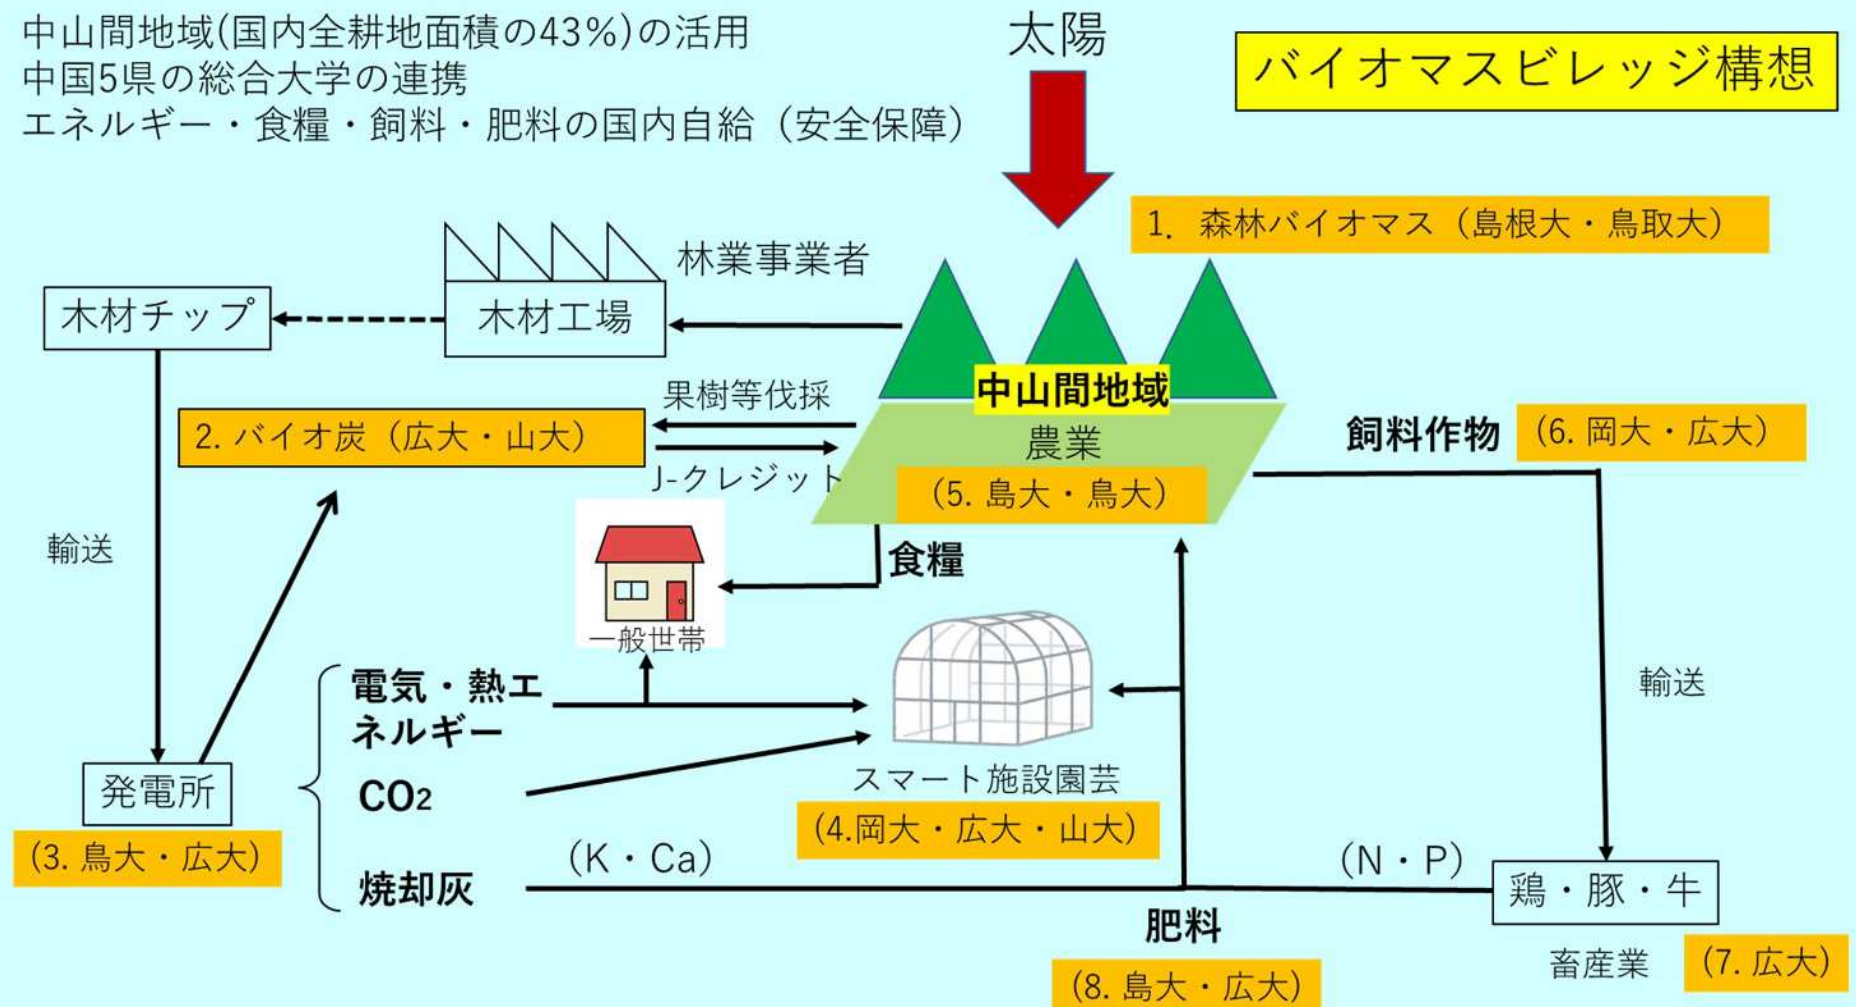 中山間地域(国内全耕地面積の43%)の活用
中国5県の総合大学の連携
エネルギー・食糧・飼料・肥料の国内自給（安全保障）
太陽
バイオマスビレッジ構想
1. 森林バイオマス（島根大・鳥取大）
林業事業者
木材チップ
木材工場
中山間地域
果樹等伐採
2. バイオ炭（広大・山大）
農業
飼料作物
(6. 岡大・広大）
J-クレジット
(5. 島大・鳥大）
輸送
食糧
一般世帯
電気・熱エ
ネルギー
輸送
発電所
CO2
スマート施設園芸
(4.岡大・広大・山大）
(3. 鳥大・広大）
（K・Ca）
（N・P）
焼却灰
鶏・豚・牛
肥料
畜産業
(7. 広大）
(8. 島大・広大）